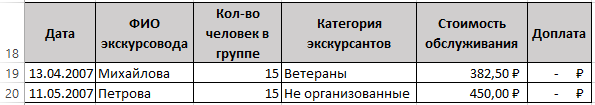 18 Дата ФИО экскурсовода Кол-во человек в группе Категория экскурсантов Стоимость обслуживания Доплата
19 13.04.2007 Михайлова 15 Ветераны 382,50 ₽ - ₽
20 11.05.2007 Петрова 15 Не организованные 450,00 ₽ - ₽